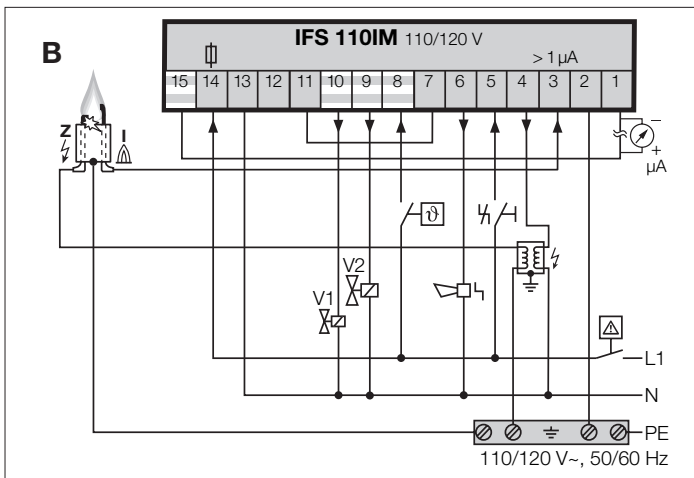 B
IFS 110IM 110/120 V
> 1 µA
15 14 13 12 11 10 9 8 7 6 5 4 3 2 1
Z I
–
+
µA
ϑ
V2
V1
L1
N
PE
110/120 V~, 50/60 Hz